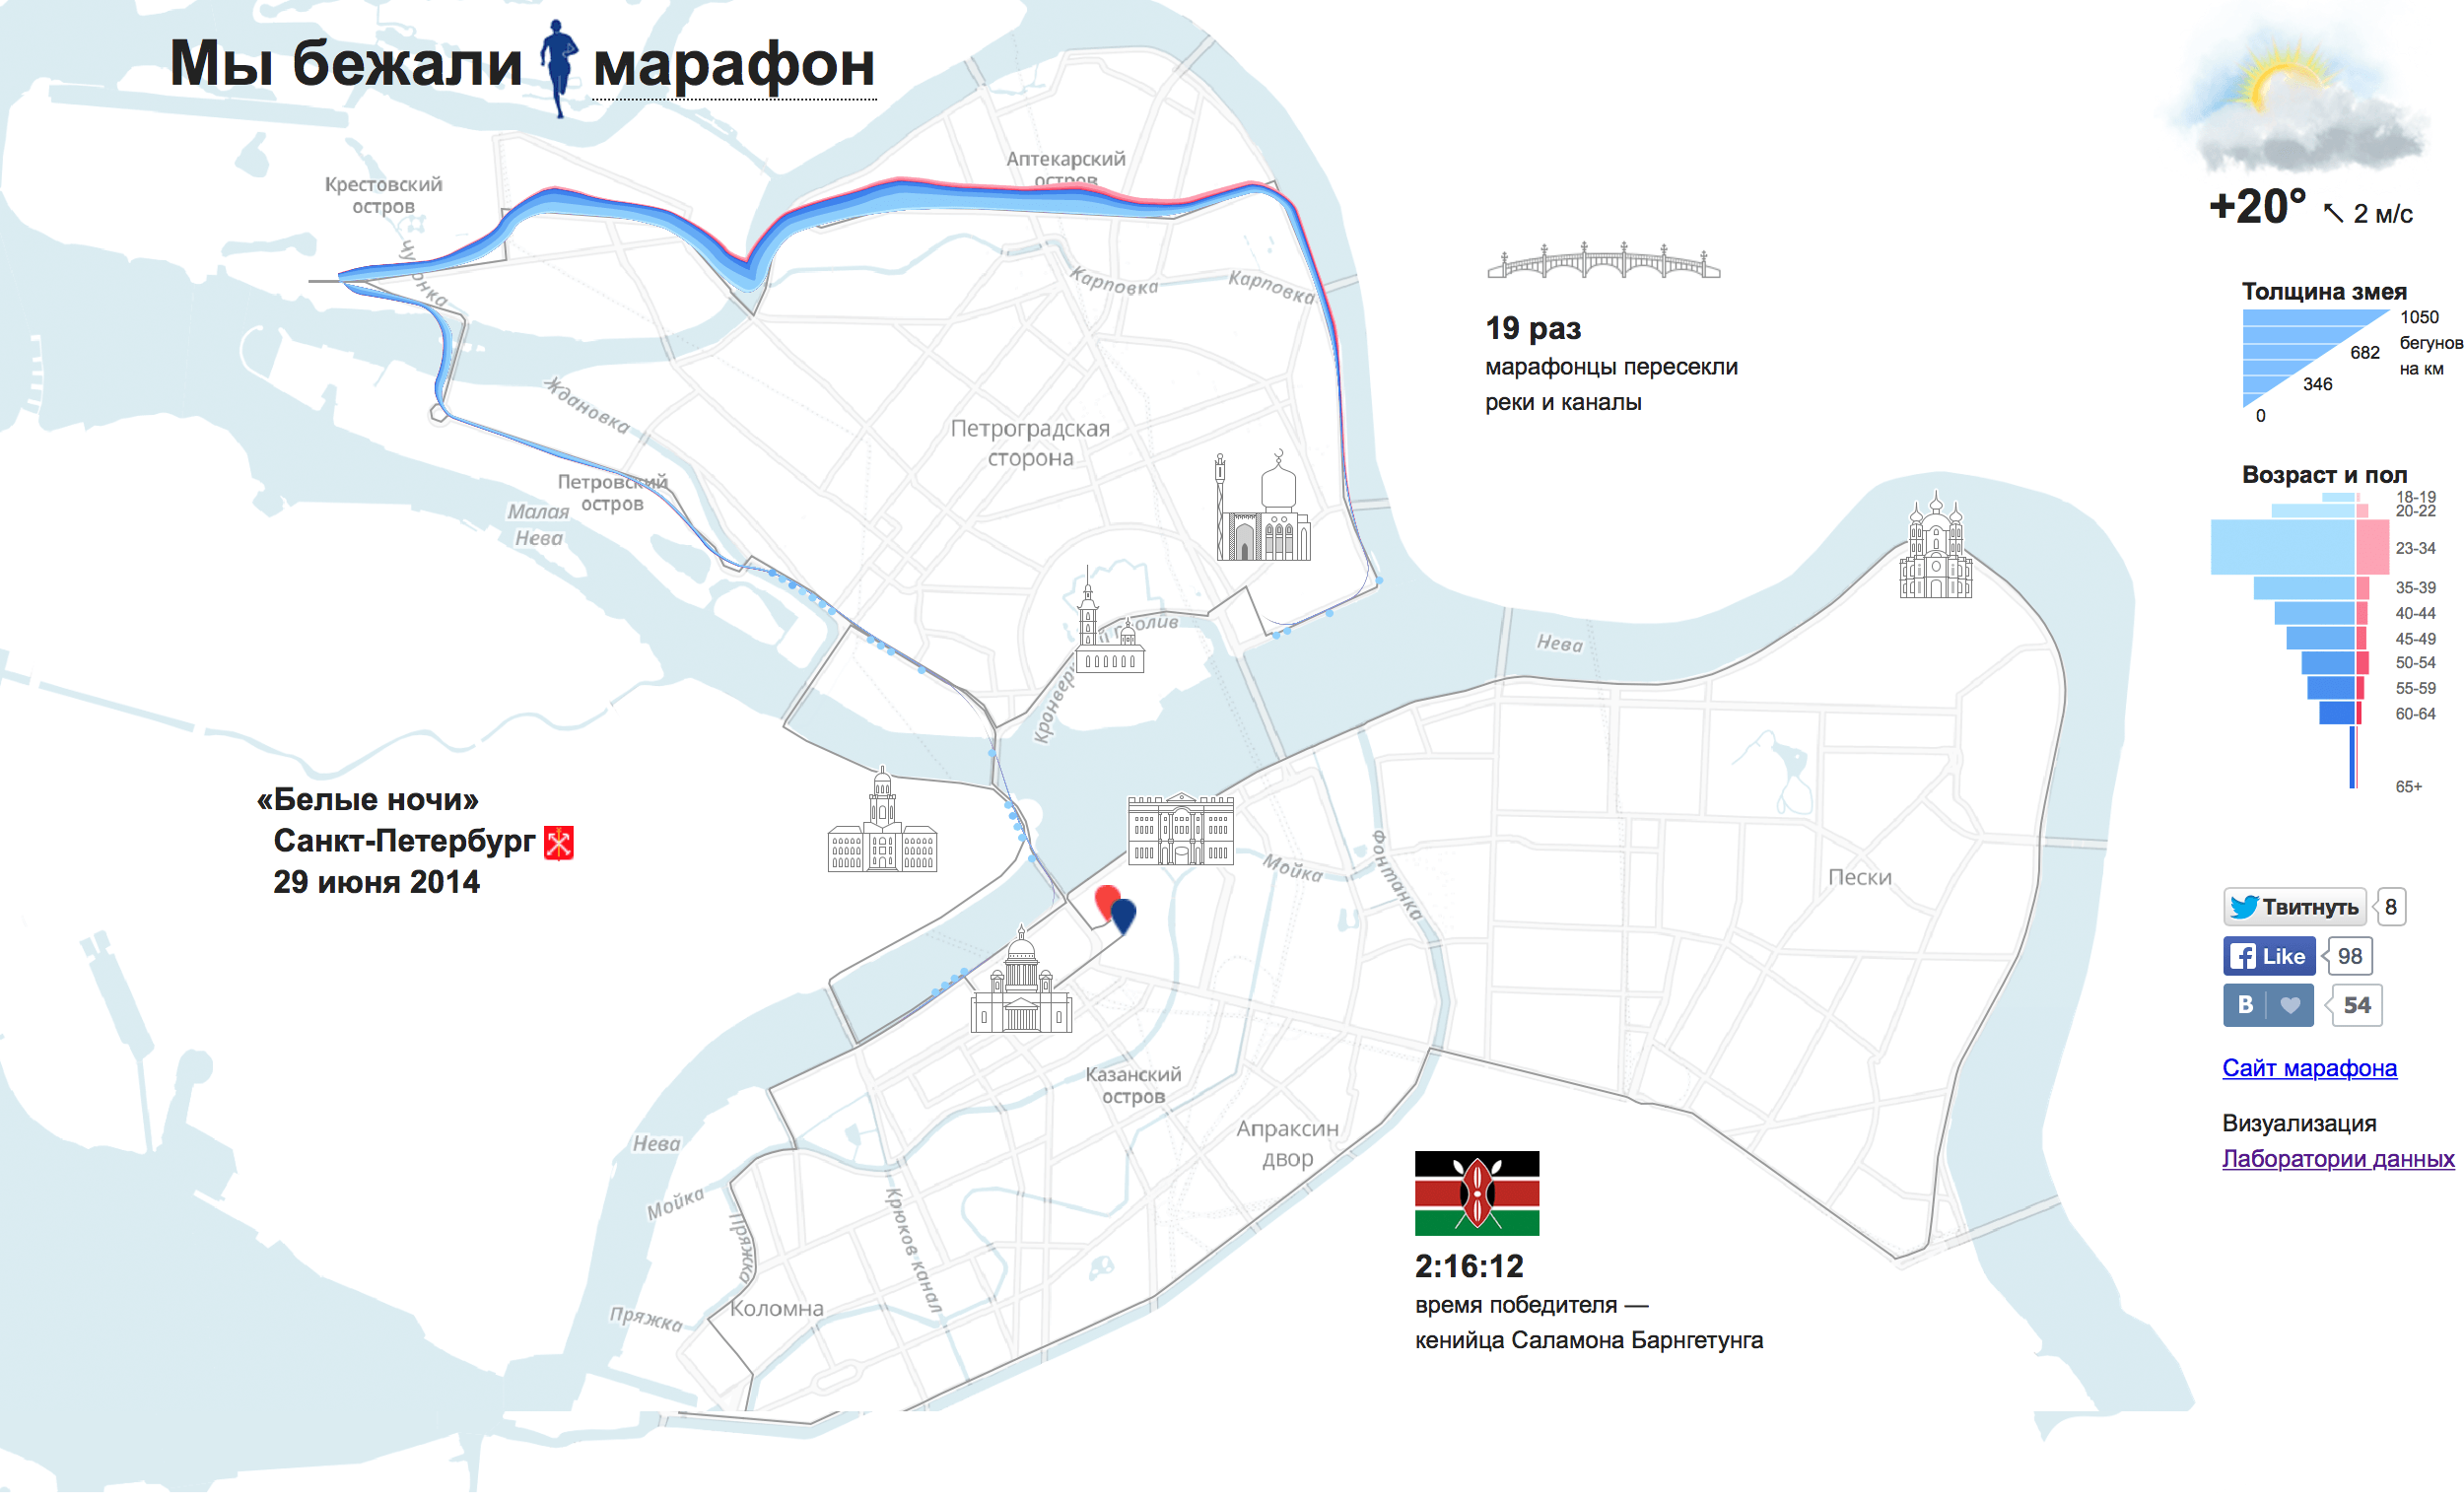 Мы бежали марафон
Крестовский
остров
Чухонка
Аптекарский
остров
Карповка
Карповка
Ждановка
Петроградская
сторона
Петровский
остров
Малая
Нева
19 раз
марафонцы пересекли
реки и каналы
+20° ↖ 2 м/с
Толщина змея
1050
бегунов
на км
682
346
0
Возраст и пол
18-19
20-22
23-34
35-39
40-44
45-49
50-54
55-59
60-64
65+
пролив
Нева
«Белые ночи»
Санкт-Петербург
29 июня 2014
Мойка
Фонтанка
Пески
Твитнуть 8
Like 98
B 54
Сайт марафона
Визуализация
Лаборатории данных
Казанский
остров
Апраксин
двор
Нева
Мойка
Пряжка
Крюков канал
Пряжка
Коломна
2:16:12
время победителя —
кенийца Саламона Барнгетунга